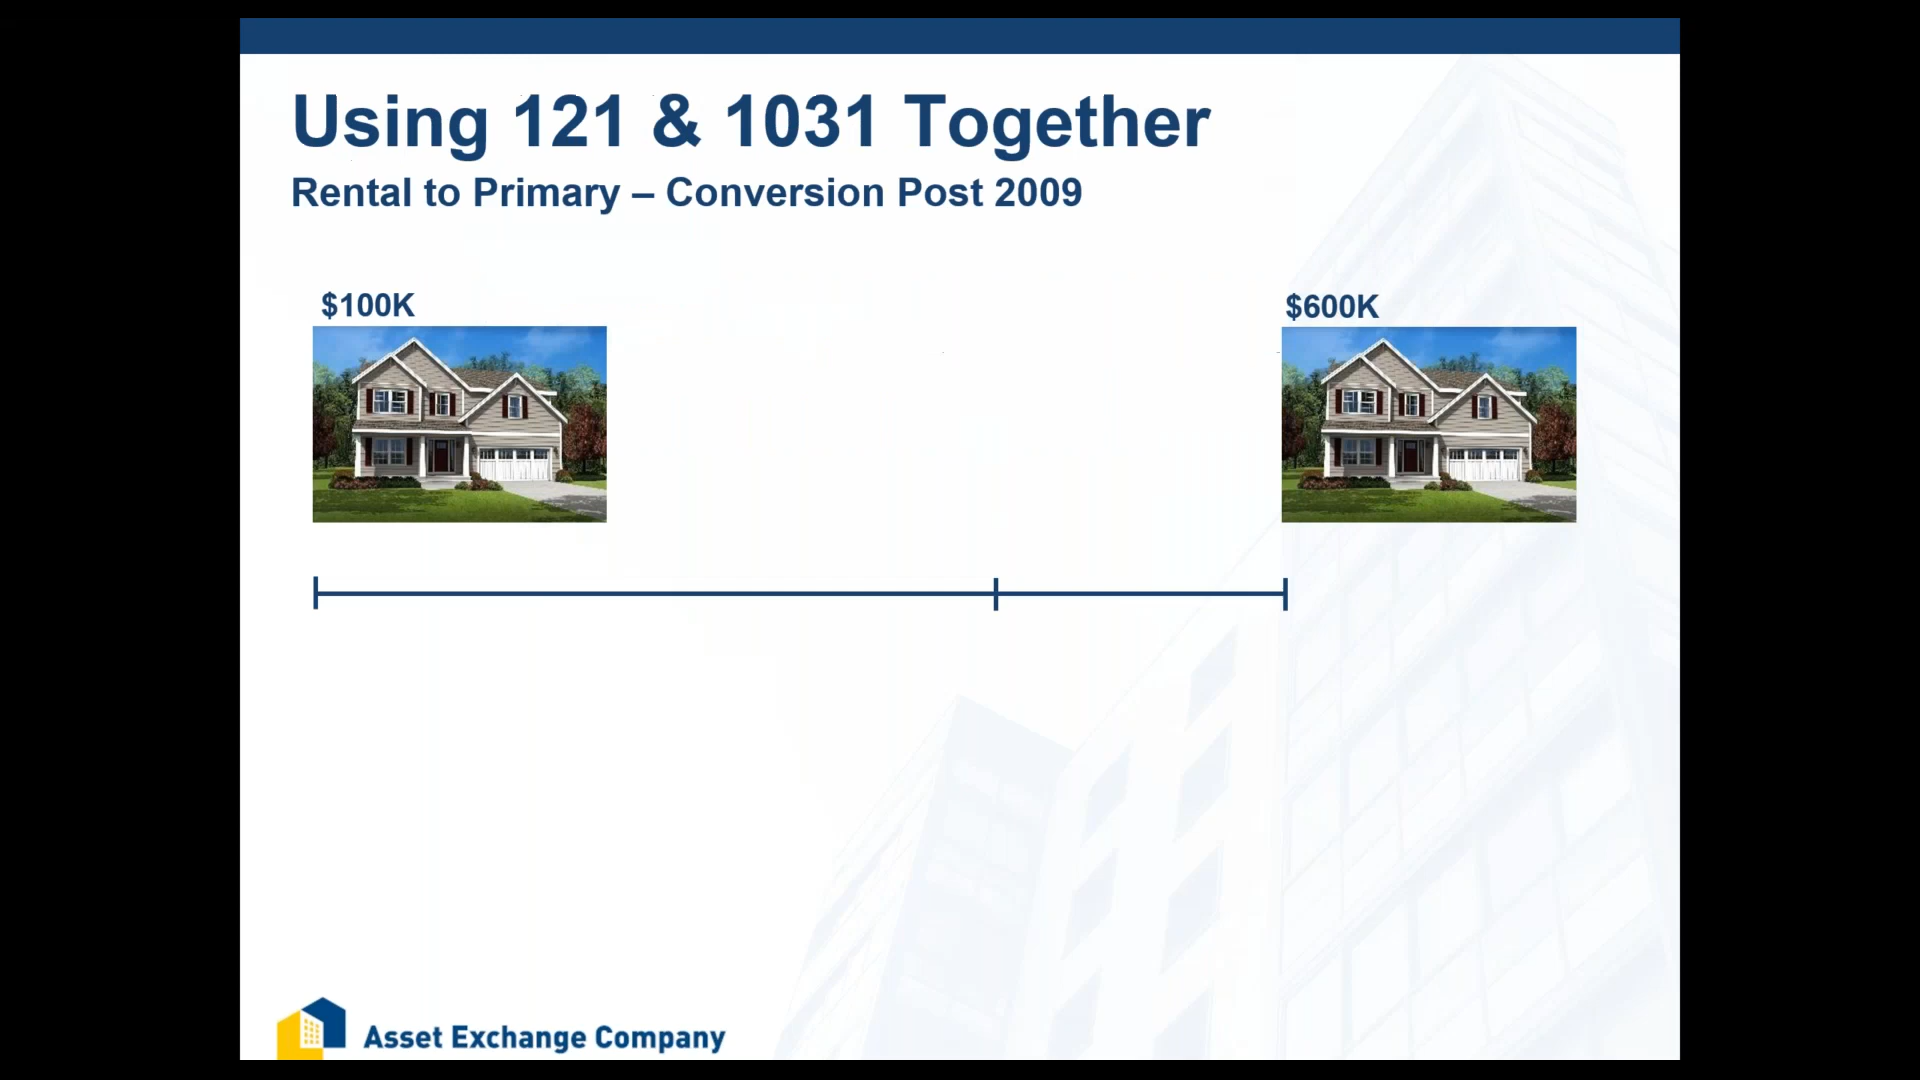 Using 121 & 1031 Together
Rental to Primary – Conversion Post 2009
$100K
$600K
Asset Exchange Company